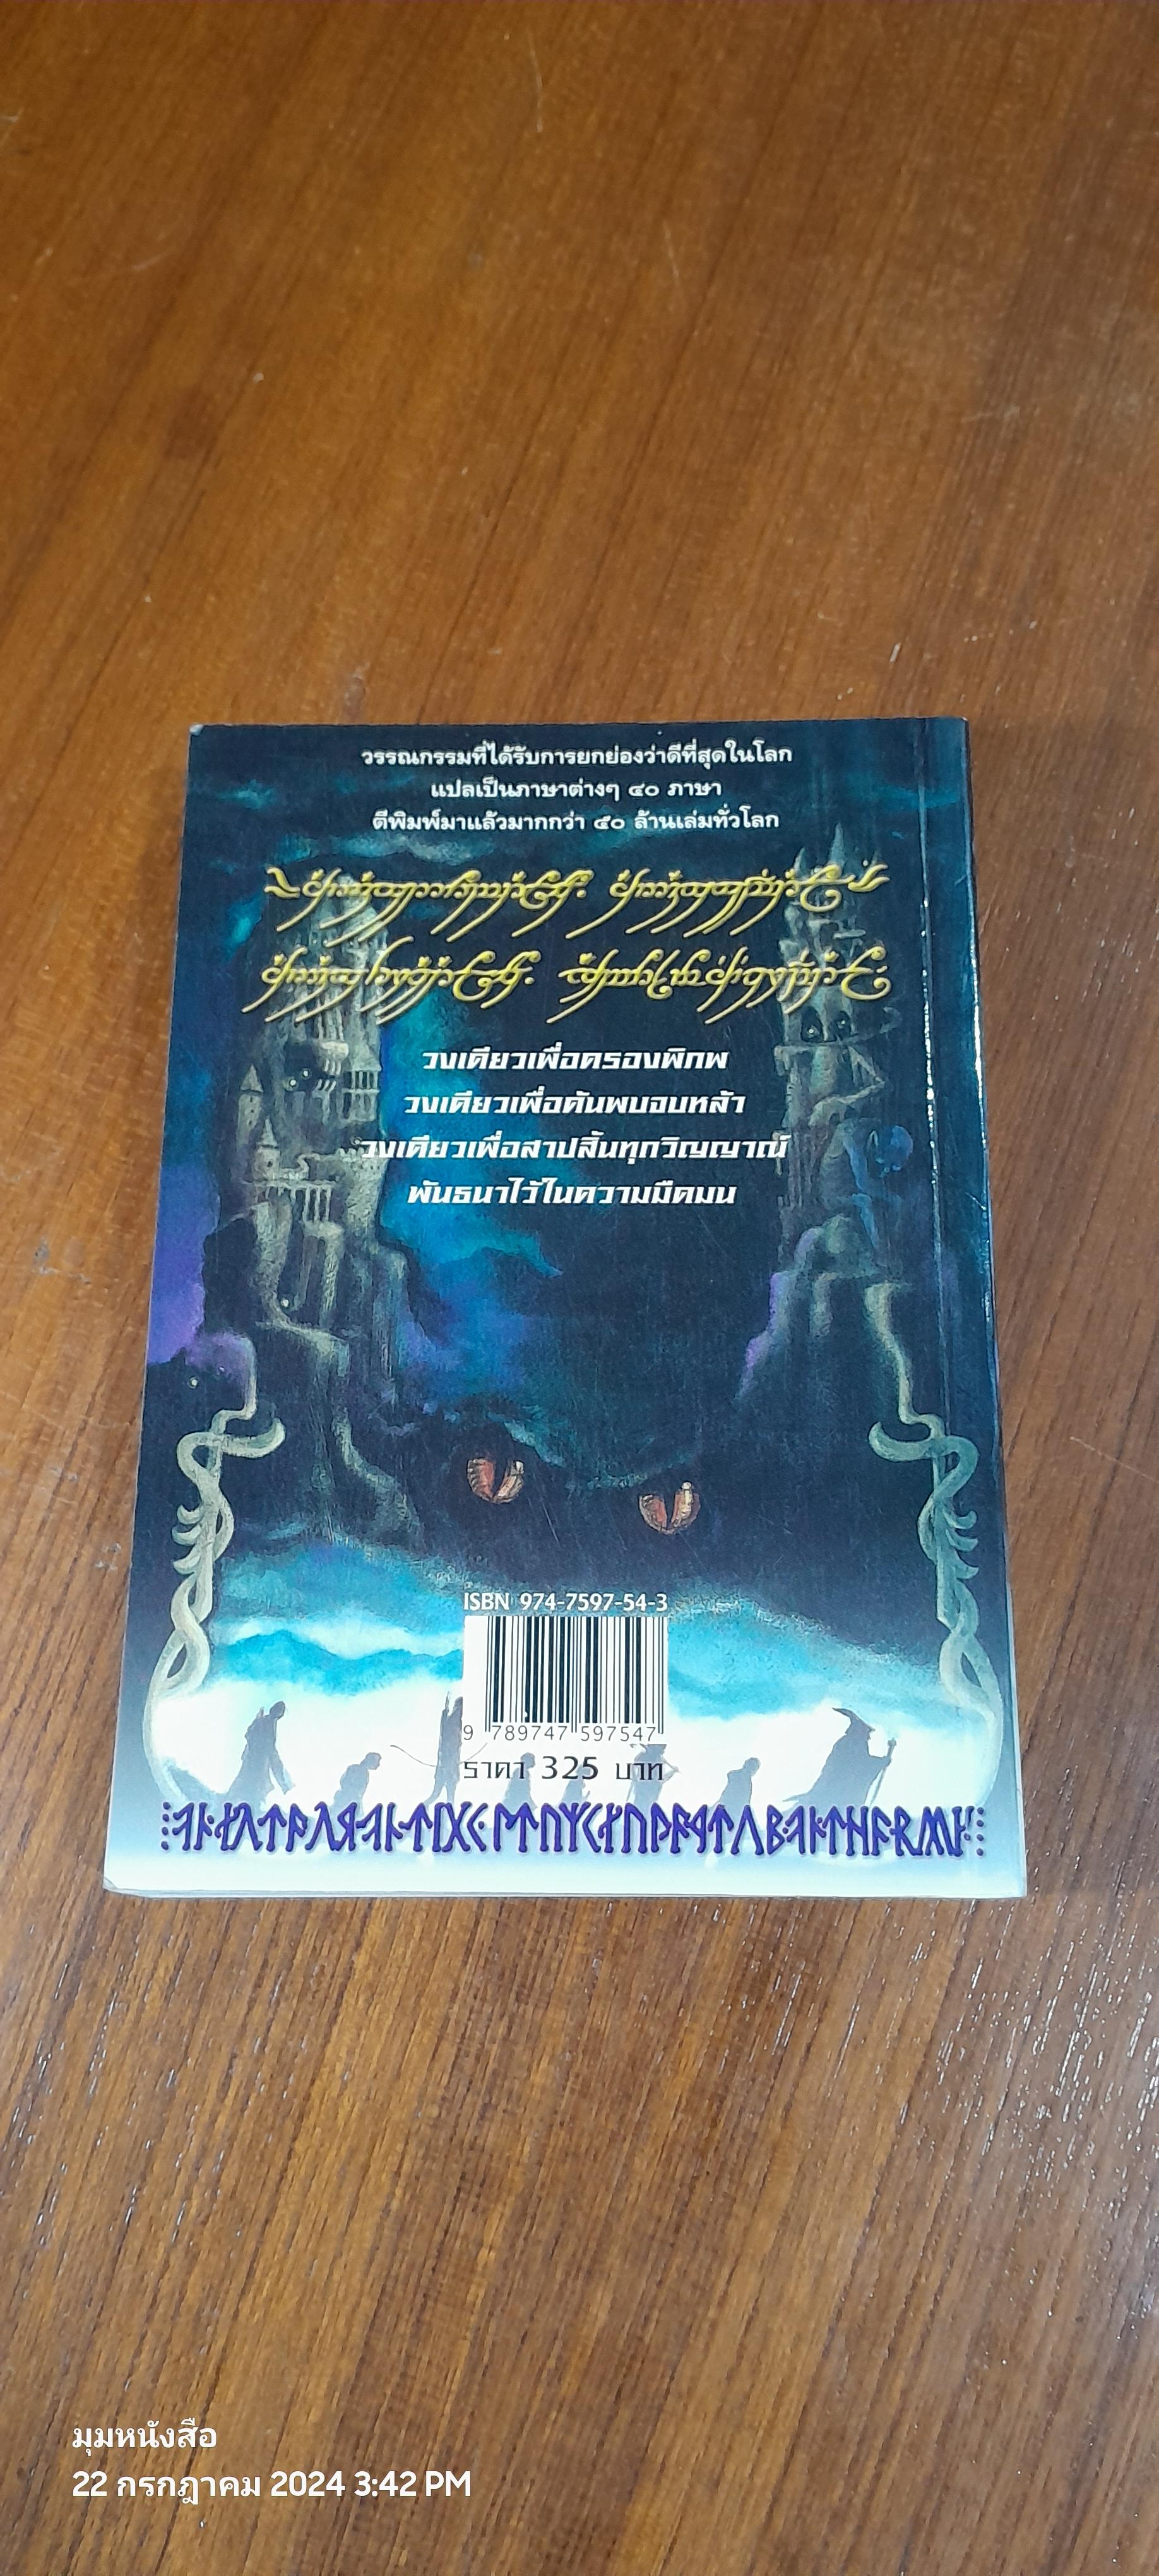 วรรณกรรมที่ได้รับการยกย่องว่าดีที่สุดในโลก
แปลเป็นภาษาต่างๆ ๔๐ ภาษา
ตีพิมพ์มาแล้วมากกว่า ๕๐ ล้านเล่มทั่วโลก
วงเดียวเพื่อครองพิภพ
วงเดียวเพื่อค้นพบจบหล้า
วงเดียวเพื่อสาปสิ้นทุกวิญญาณ์
พันธนาไว้ในความมืดมน
ISBN 974-7597-54-3
9 789747 597547
ราคา 325 บาท
มุมหนังสือ
22 กรกฎาคม 2024 3:42 PM